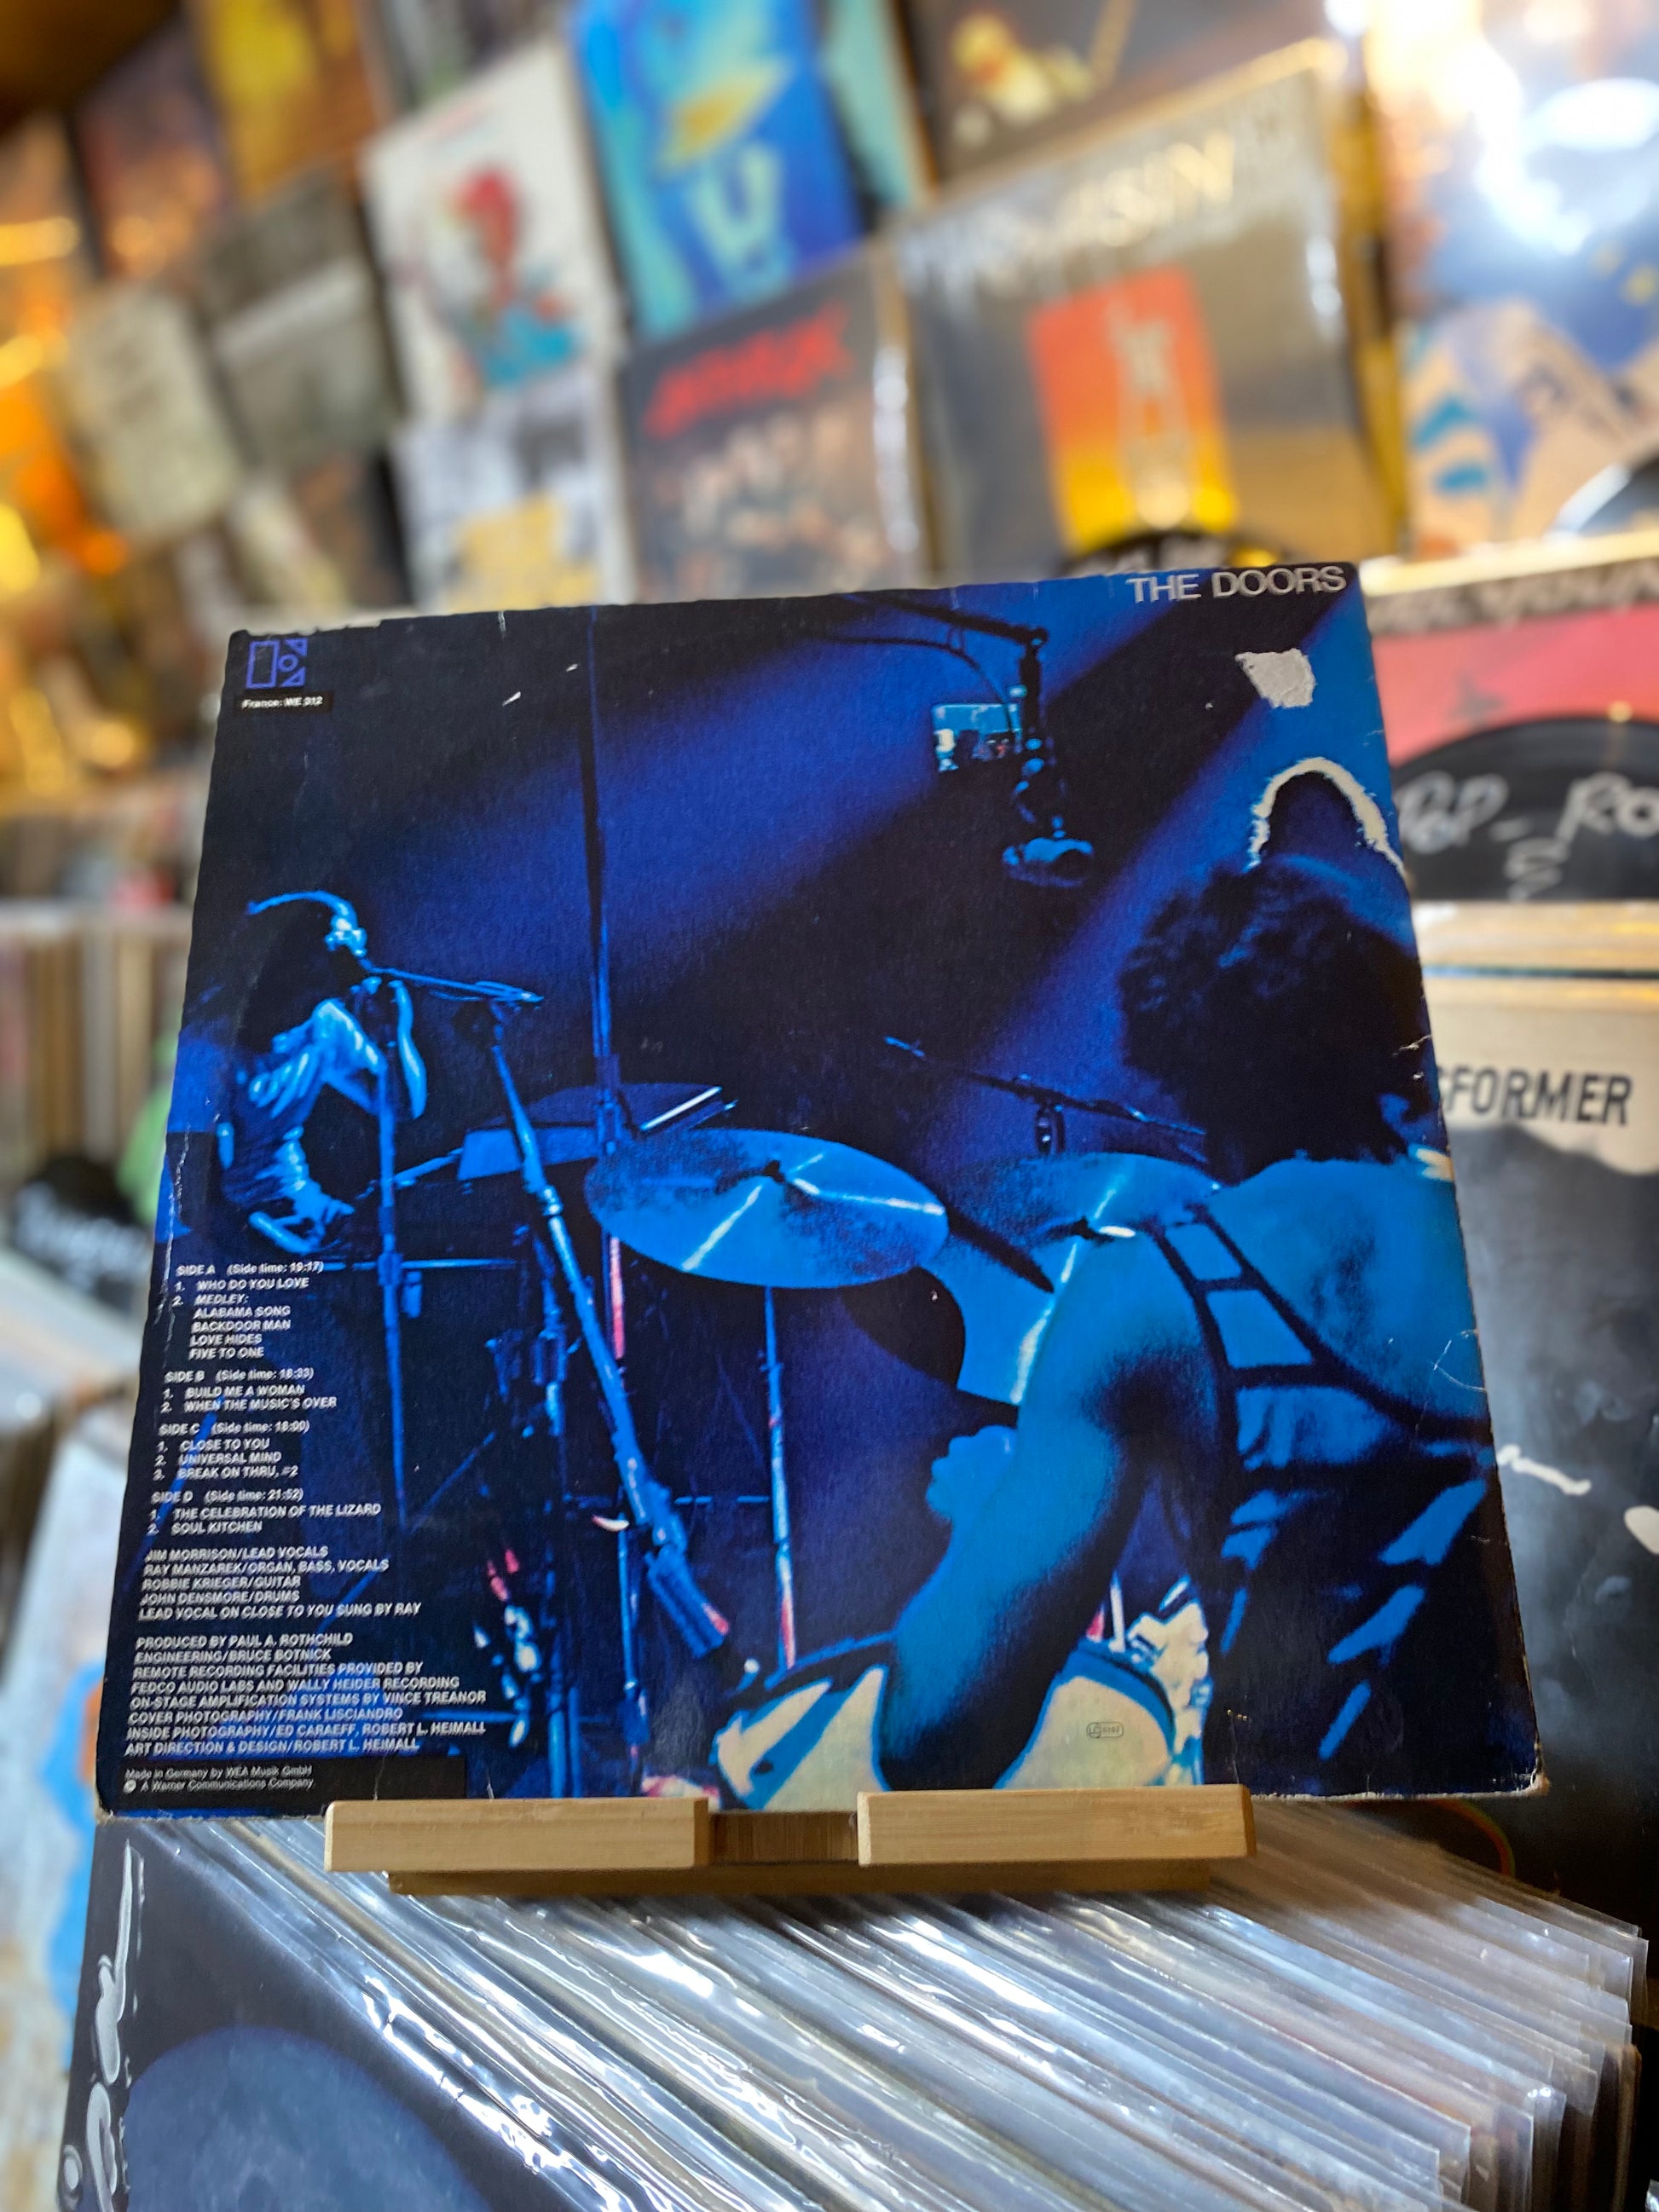 THE DOORS
France: WE 312
SIDE A (Side time: 19:17)
1. WHO DO YOU LOVE
2. MEDLEY:
ALABAMA SONG
BACKDOOR MAN
LOVE HIDES
FIVE TO ONE
SIDE B (Side time: 18:33)
1. BUILD ME A WOMAN
2. WHEN THE MUSIC'S OVER
SIDE C (Side time: 18:00)
1. CLOSE TO YOU
2. UNIVERSAL MIND
3. BREAK ON THRU, #2
SIDE D (Side time: 21:52)
1. THE CELEBRATION OF THE LIZARD
2. SOUL KITCHEN
JIM MORRISON/LEAD VOCALS
RAY MANZAREK/ORGAN, BASS, VOCALS
ROBBIE KRIEGER/GUITAR
JOHN DENSMORE/DRUMS
LEAD VOCAL ON CLOSE TO YOU SUNG BY RAY
PRODUCED BY PAUL A. ROTHCHILD
ENGINEERING/BRUCE BOTNICK
REMOTE RECORDING FACILITIES PROVIDED BY
FEDCO AUDIO LABS AND WALLY HEIDER RECORDING
ON-STAGE AMPLIFICATION SYSTEMS BY VINCE TREANOR
COVER PHOTOGRAPHY/FRANK LISCIANDRO
INSIDE PHOTOGRAPHY/ED CARAEFF, ROBERT L. HEIMALL
ART DIRECTION & DESIGN/ROBERT L. HEIMALL
Made in Germany by WEA Musik GmbH
A Warner Communications Company
POP-RO
SFORMER